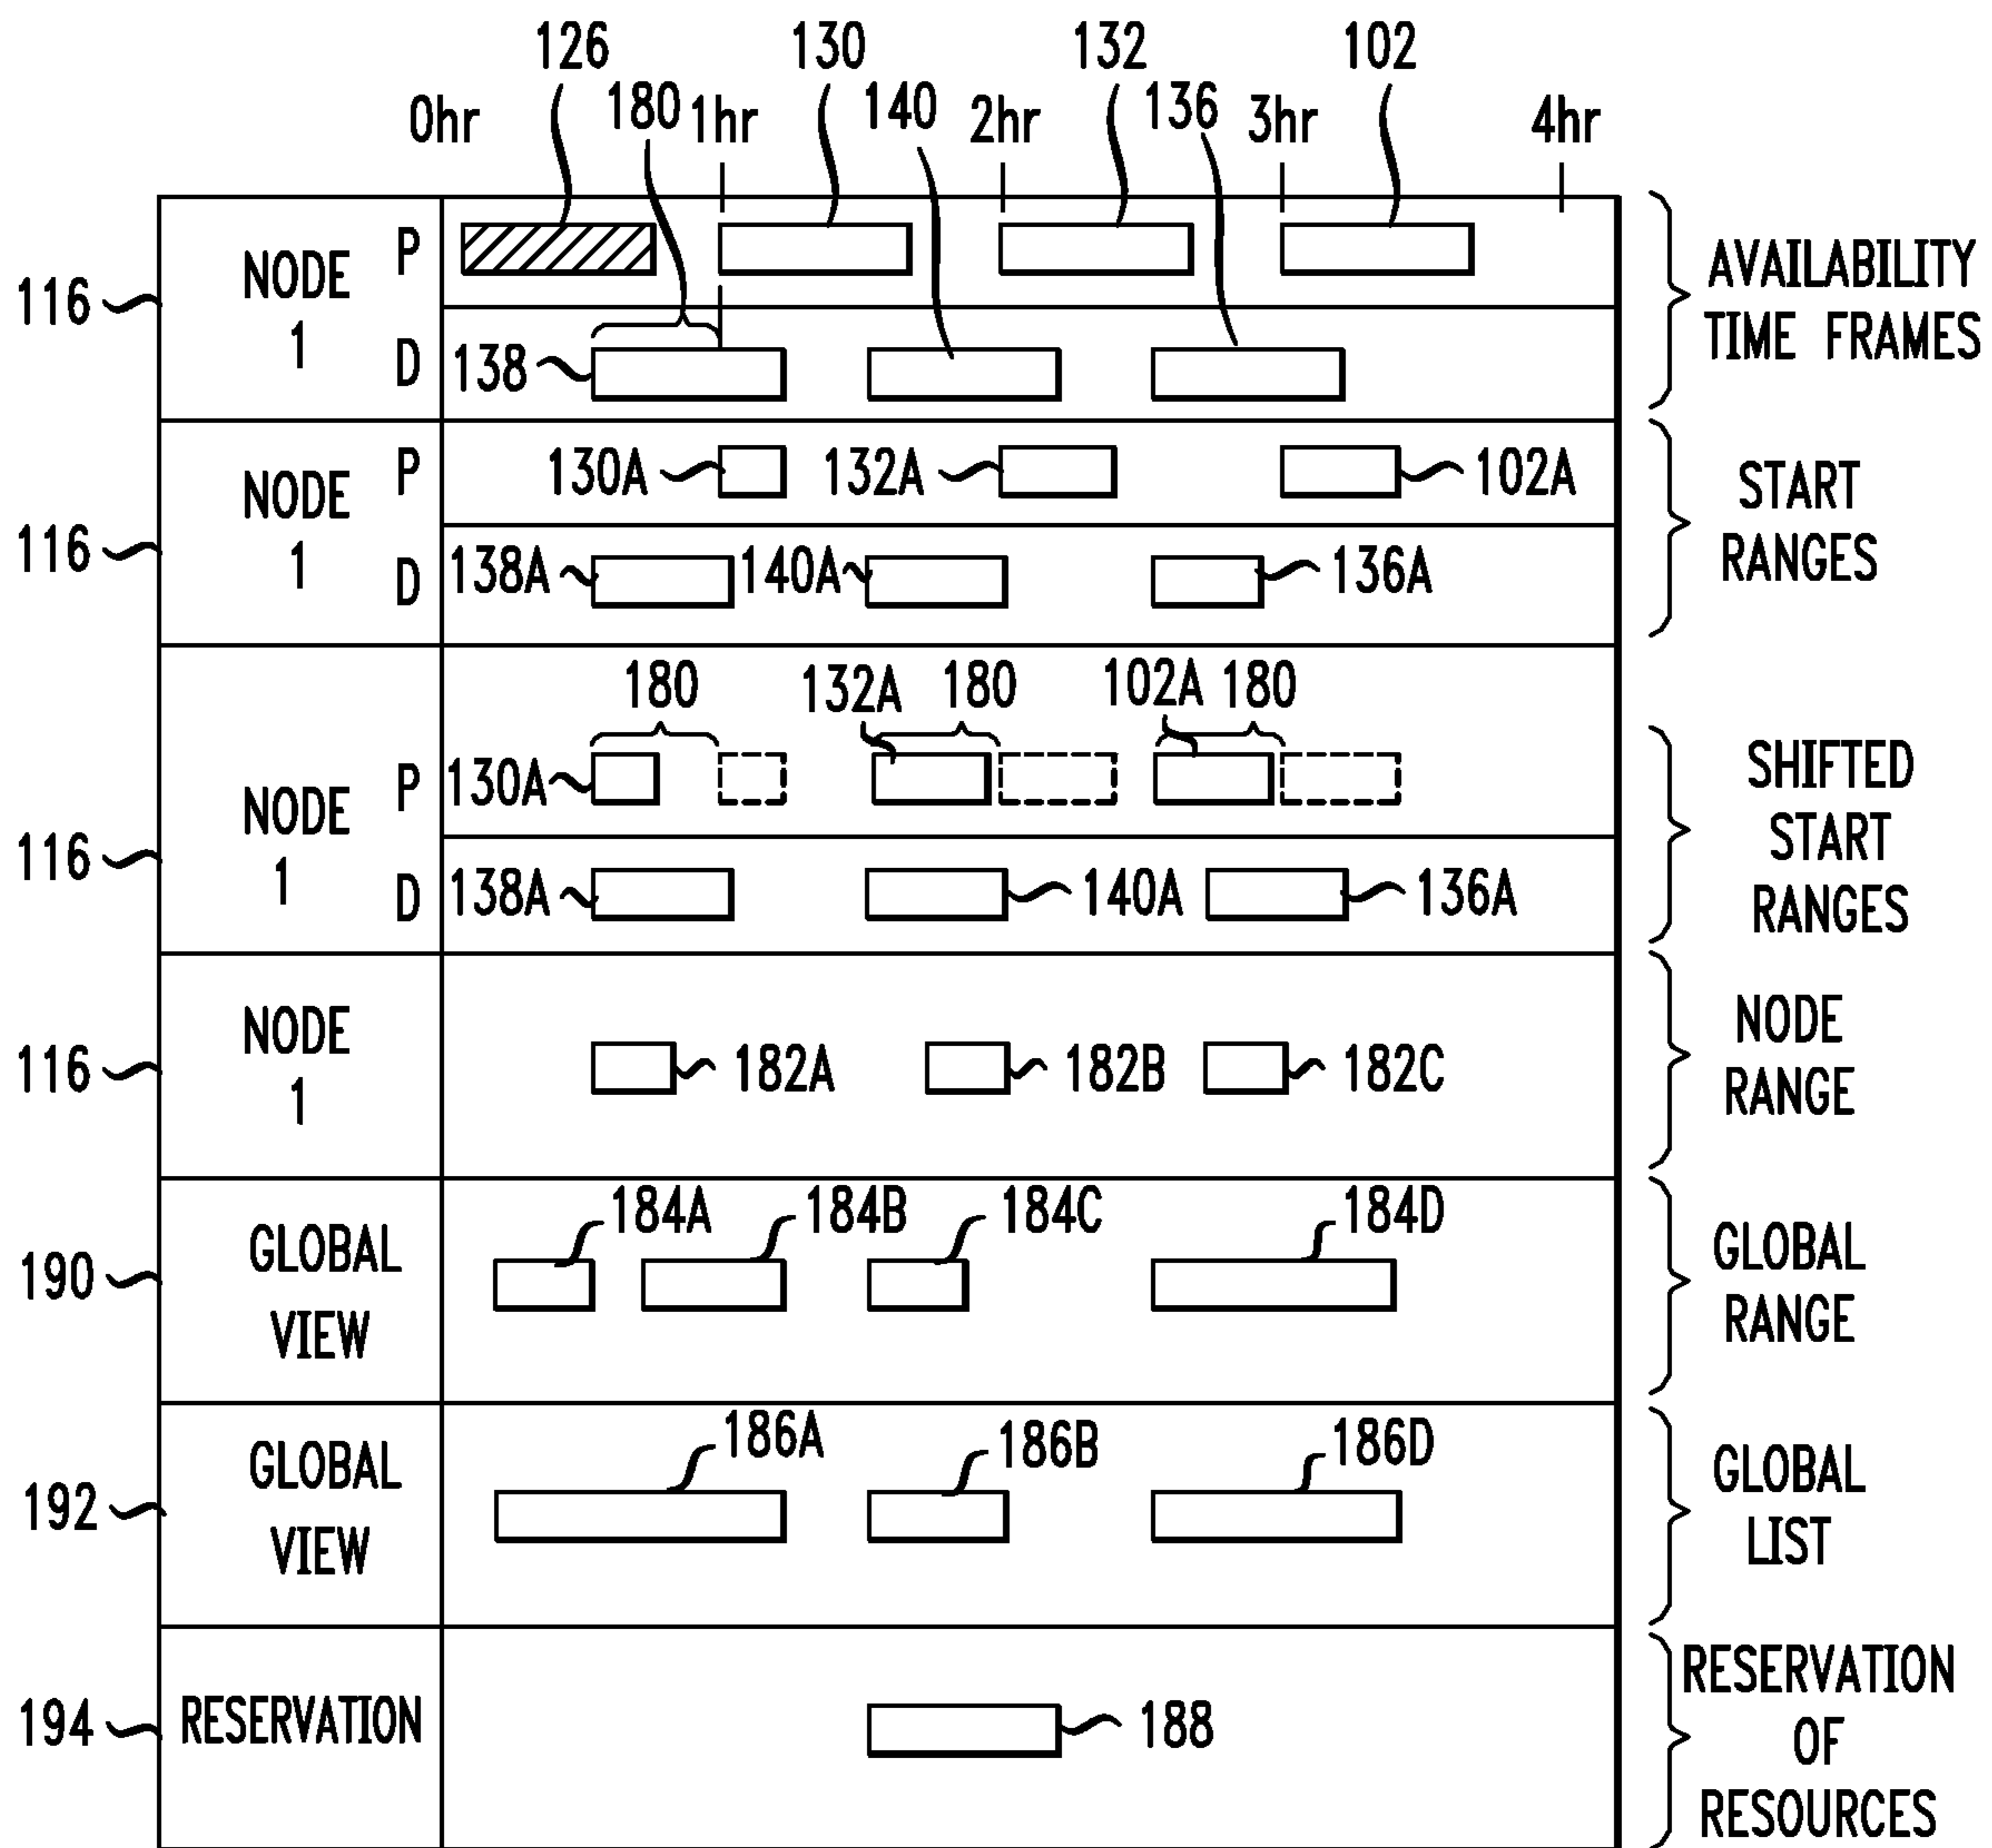 126 130 132 102
0hr 180 1hr 140 2hr 136 3hr 4hr
116 NODE 1 P
D 138
AVAILABILITY
TIME FRAMES
116 NODE 1 P 130A 132A 102A
D 138A 140A 136A
START
RANGES
180 132A 180 102A 180
116 NODE 1 P 130A
D 138A 140A 136A
SHIFTED
START
RANGES
116 NODE 1 182A 182B 182C
NODE
RANGE
184A 184B 184C 184D
190 GLOBAL
VIEW
GLOBAL
RANGE
186A 186B 186D
192 GLOBAL
VIEW
GLOBAL
LIST
194 RESERVATION 188
RESERVATION
OF
RESOURCES